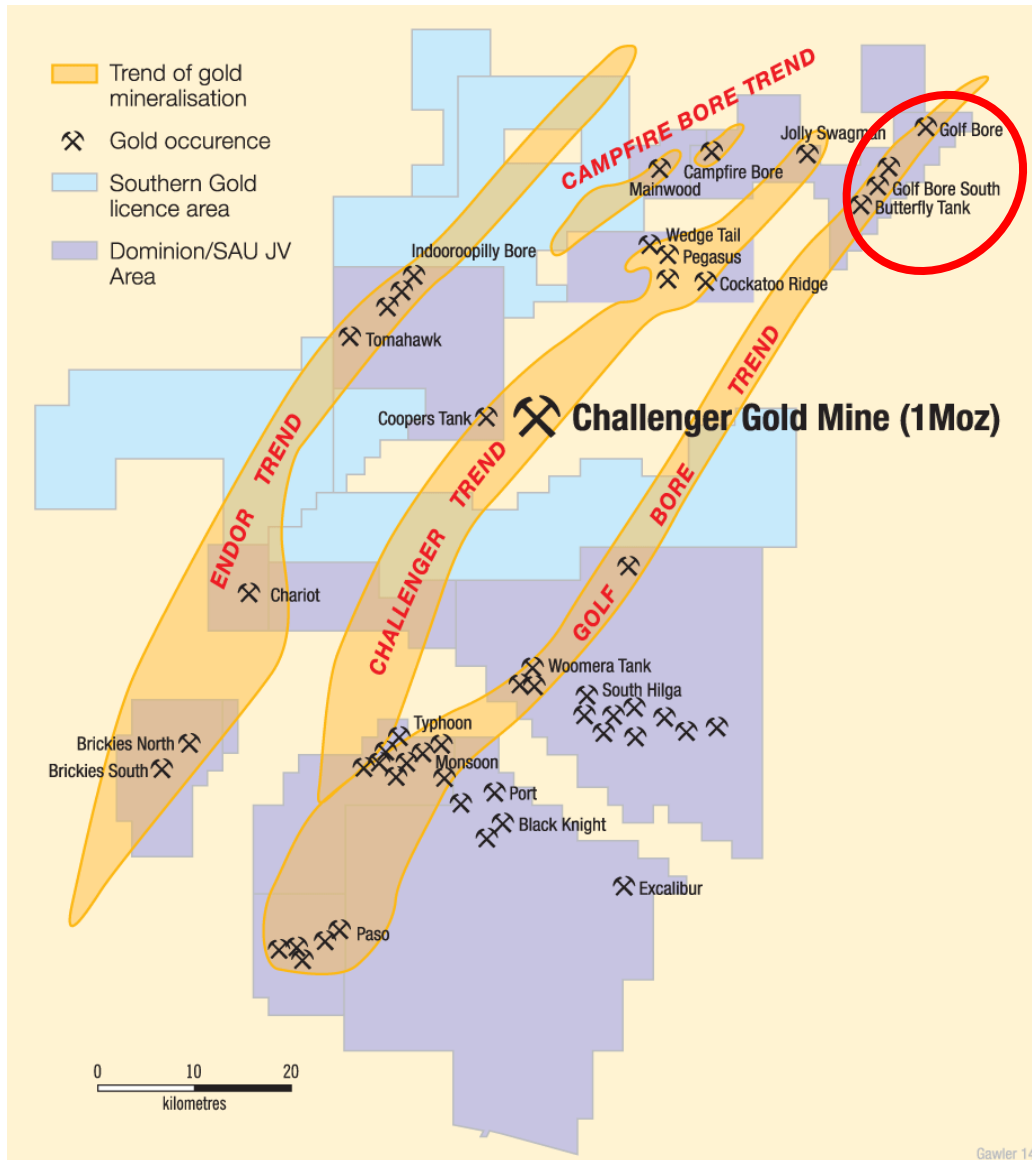 Trend of gold
mineralisation
Gold occurence
Southern Gold
licence area
Dominion/SAU JV
Area
CAMPFIRE BORE TREND
Jolly Swagman
Golf Bore
Campfire Bore
Mainwood
Golf Bore South
Butterfly Tank
Wedge Tail
Indooroopilly Bore
Pegasus
Cockatoo Ridge
Tomahawk
Coopers Tank
Challenger Gold Mine (1Moz)
ENDOR TREND
CHALLENGER TREND
GOLF BORE TREND
Chariot
Woomera Tank
South Hilga
Typhoon
Brickies North
Monsoon
Brickies South
Port
Black Knight
Excalibur
Paso
0 10 20
kilometres